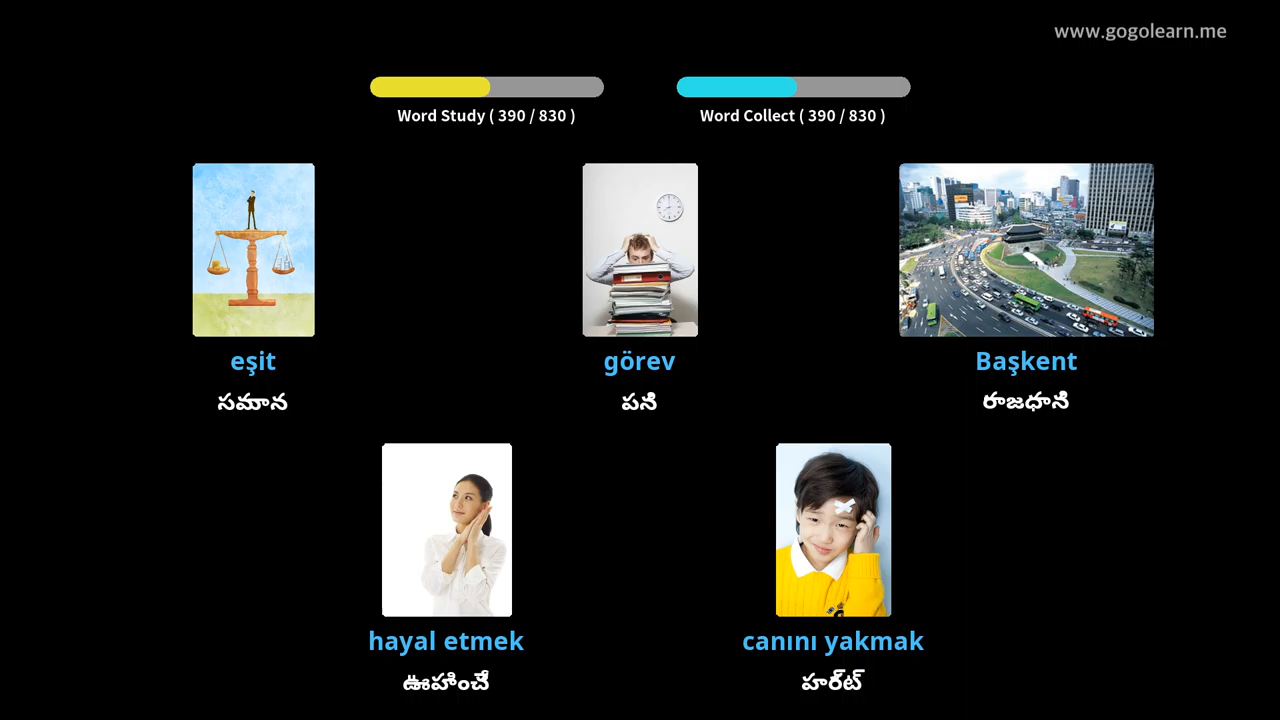 www.gogolearn.me
Word Study ( 390 / 830 )
Word Collect ( 390 / 830 )
eşit
görev
Başkent
సమాన
పని
రాజధాని
hayal etmek
canını yakmak
ఊహించే
హర్ట్